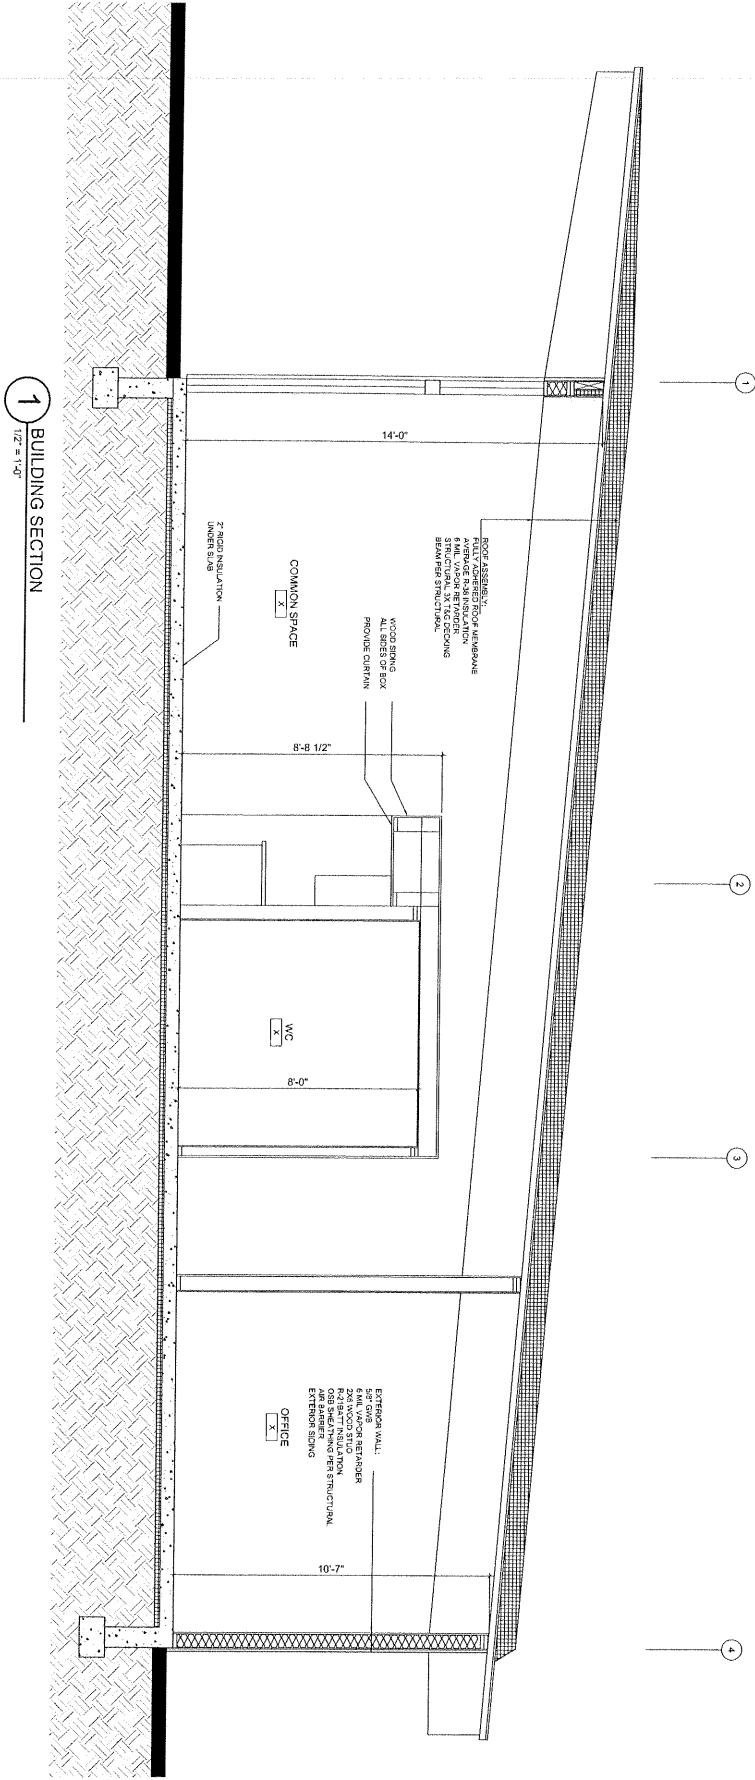 1
2
3
4
14'-0"
ROOF ASSEMBLY:
FULLY ADHERED ROOF MEMBRANE
AVERAGE R-38 INSULATION
6 MIL VAPOR RETARDER
STRUCTURAL 3X T&G DECKING
BEAM PER STRUCTURAL
WOOD SIDING
ALL SIDES OF BOX
PROVIDE CURTAIN
COMMON SPACE
X
2" RIGID INSULATION
UNDER SLAB
8'-8 1/2"
WC
X
8'-0"
EXTERIOR WALL:
5/8" GWB
6 MIL VAPOR RETARDER
2X6 WOOD STUD
R-21BATT INSULATION
OSB SHEATHING PER STRUCTURAL
AIR BARRIER
EXTERIOR SIDING
OFFICE
X
10'-7"
1
BUILDING SECTION
1/2" = 1'-0"